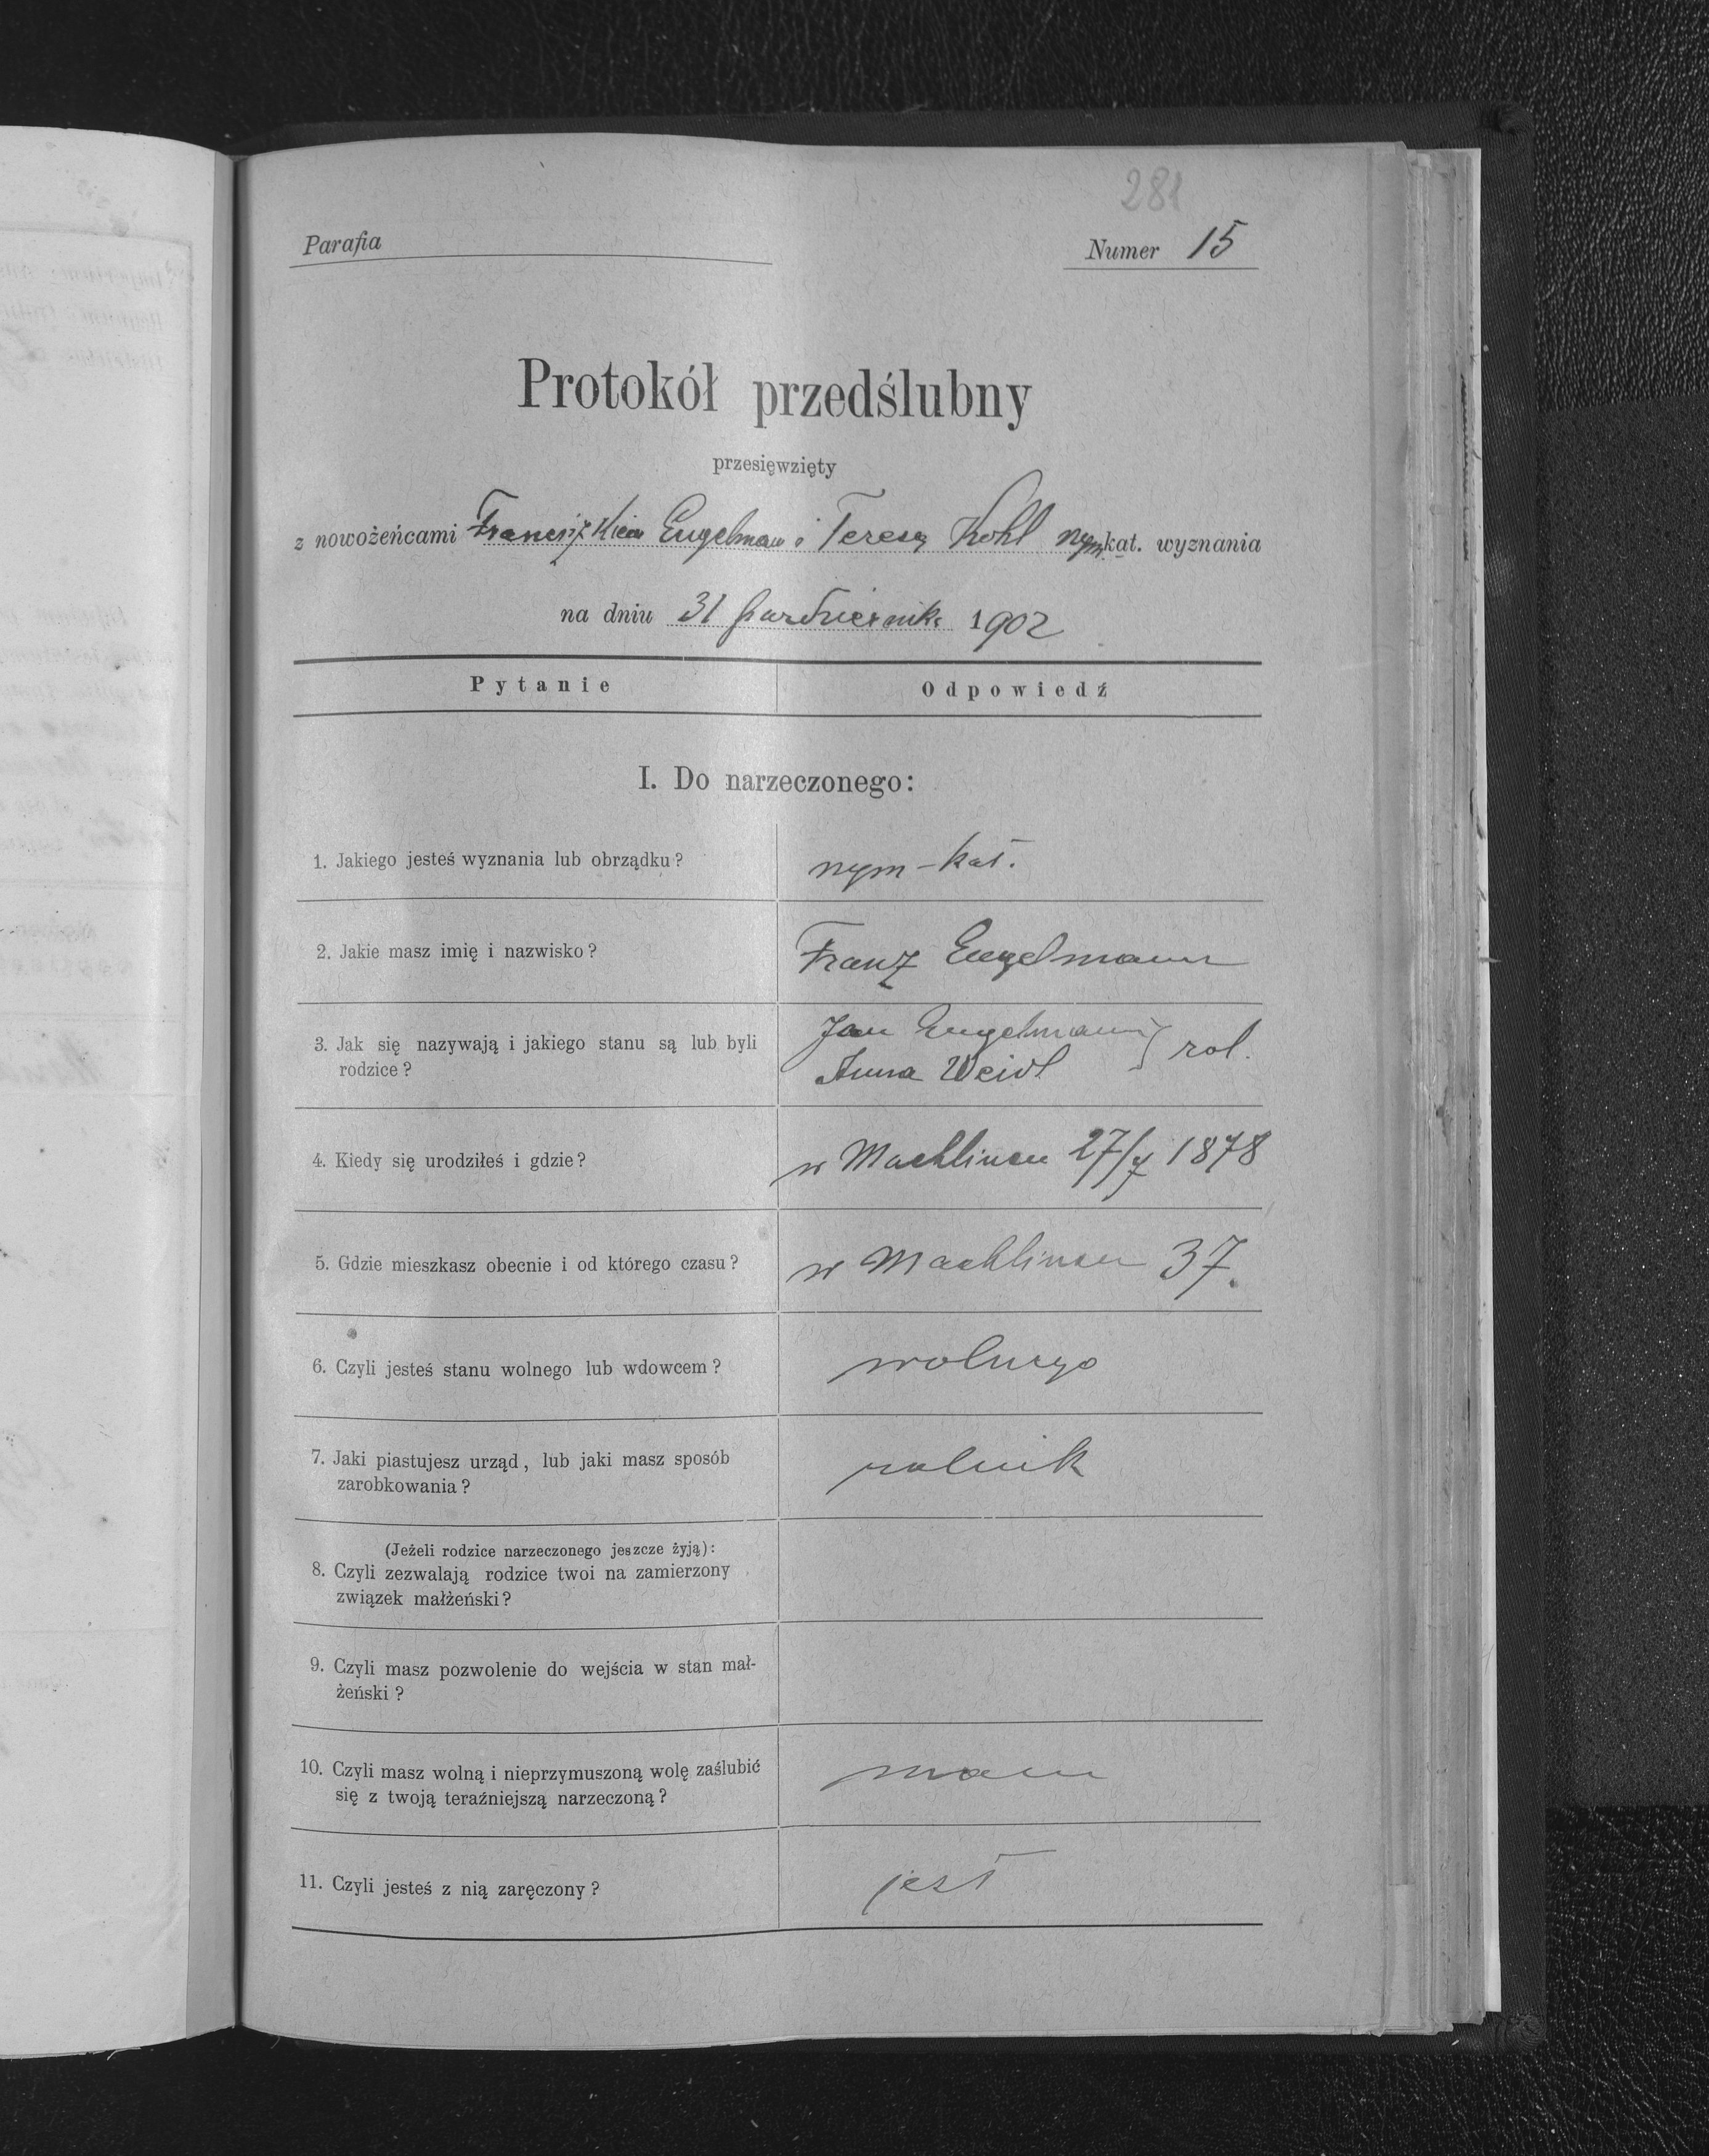 281
Parafia
Numer 15
Protokół przedślubny
przesięwzięty
z nowożeńcami Franciszkiem Engelman i Teresą Kohl rzym kat. wyznania
na dniu 31 Października 1902
Pytanie Odpowiedź
I. Do narzeczonego:
1. Jakiego jesteś wyznania lub obrządku? rzym-kat.
2. Jakie masz imię i nazwisko? Franz Engelmann
3. Jak się nazywają i jakiego stanu są lub byli
rodzice?
Jan Engelmann } rol.
Anna Weidl
4. Kiedy się urodziłeś i gdzie? w Machlincu 27/7 1878
5. Gdzie mieszkasz obecnie i od którego czasu? w Machlincu 37.
6. Czyli jesteś stanu wolnego lub wdowcem? wolnego
7. Jaki piastujesz urząd, lub jaki masz sposób
zarobkowania?
rolnik
(Jeżeli rodzice narzeczonego jeszcze żyją):
8. Czyli zezwalają rodzice twoi na zamierzony
związek małżeński?
9. Czyli masz pozwolenie do wejścia w stan mał-
żeński?
10. Czyli masz wolną i nieprzymuszoną wolę zaślubić
się z twoją teraźniejszą narzeczoną?
mam
11. Czyli jesteś z nią zaręczony? jest